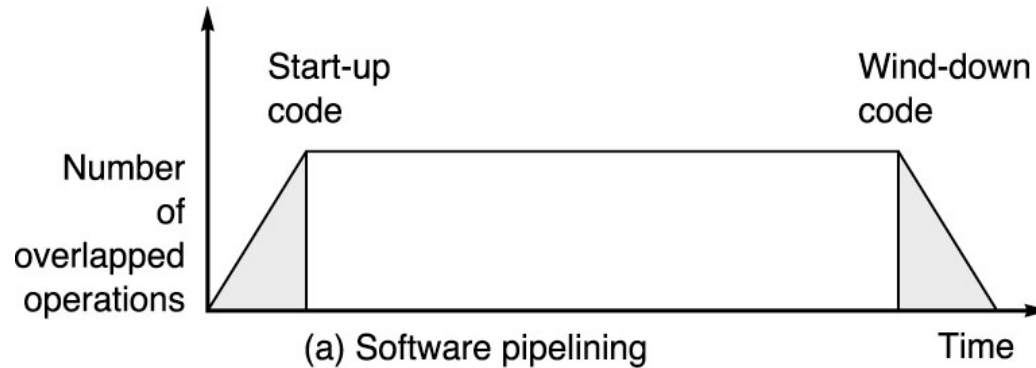 Start-up
code
Wind-down
code
Number
of
overlapped
operations
(a) Software pipelining
Time